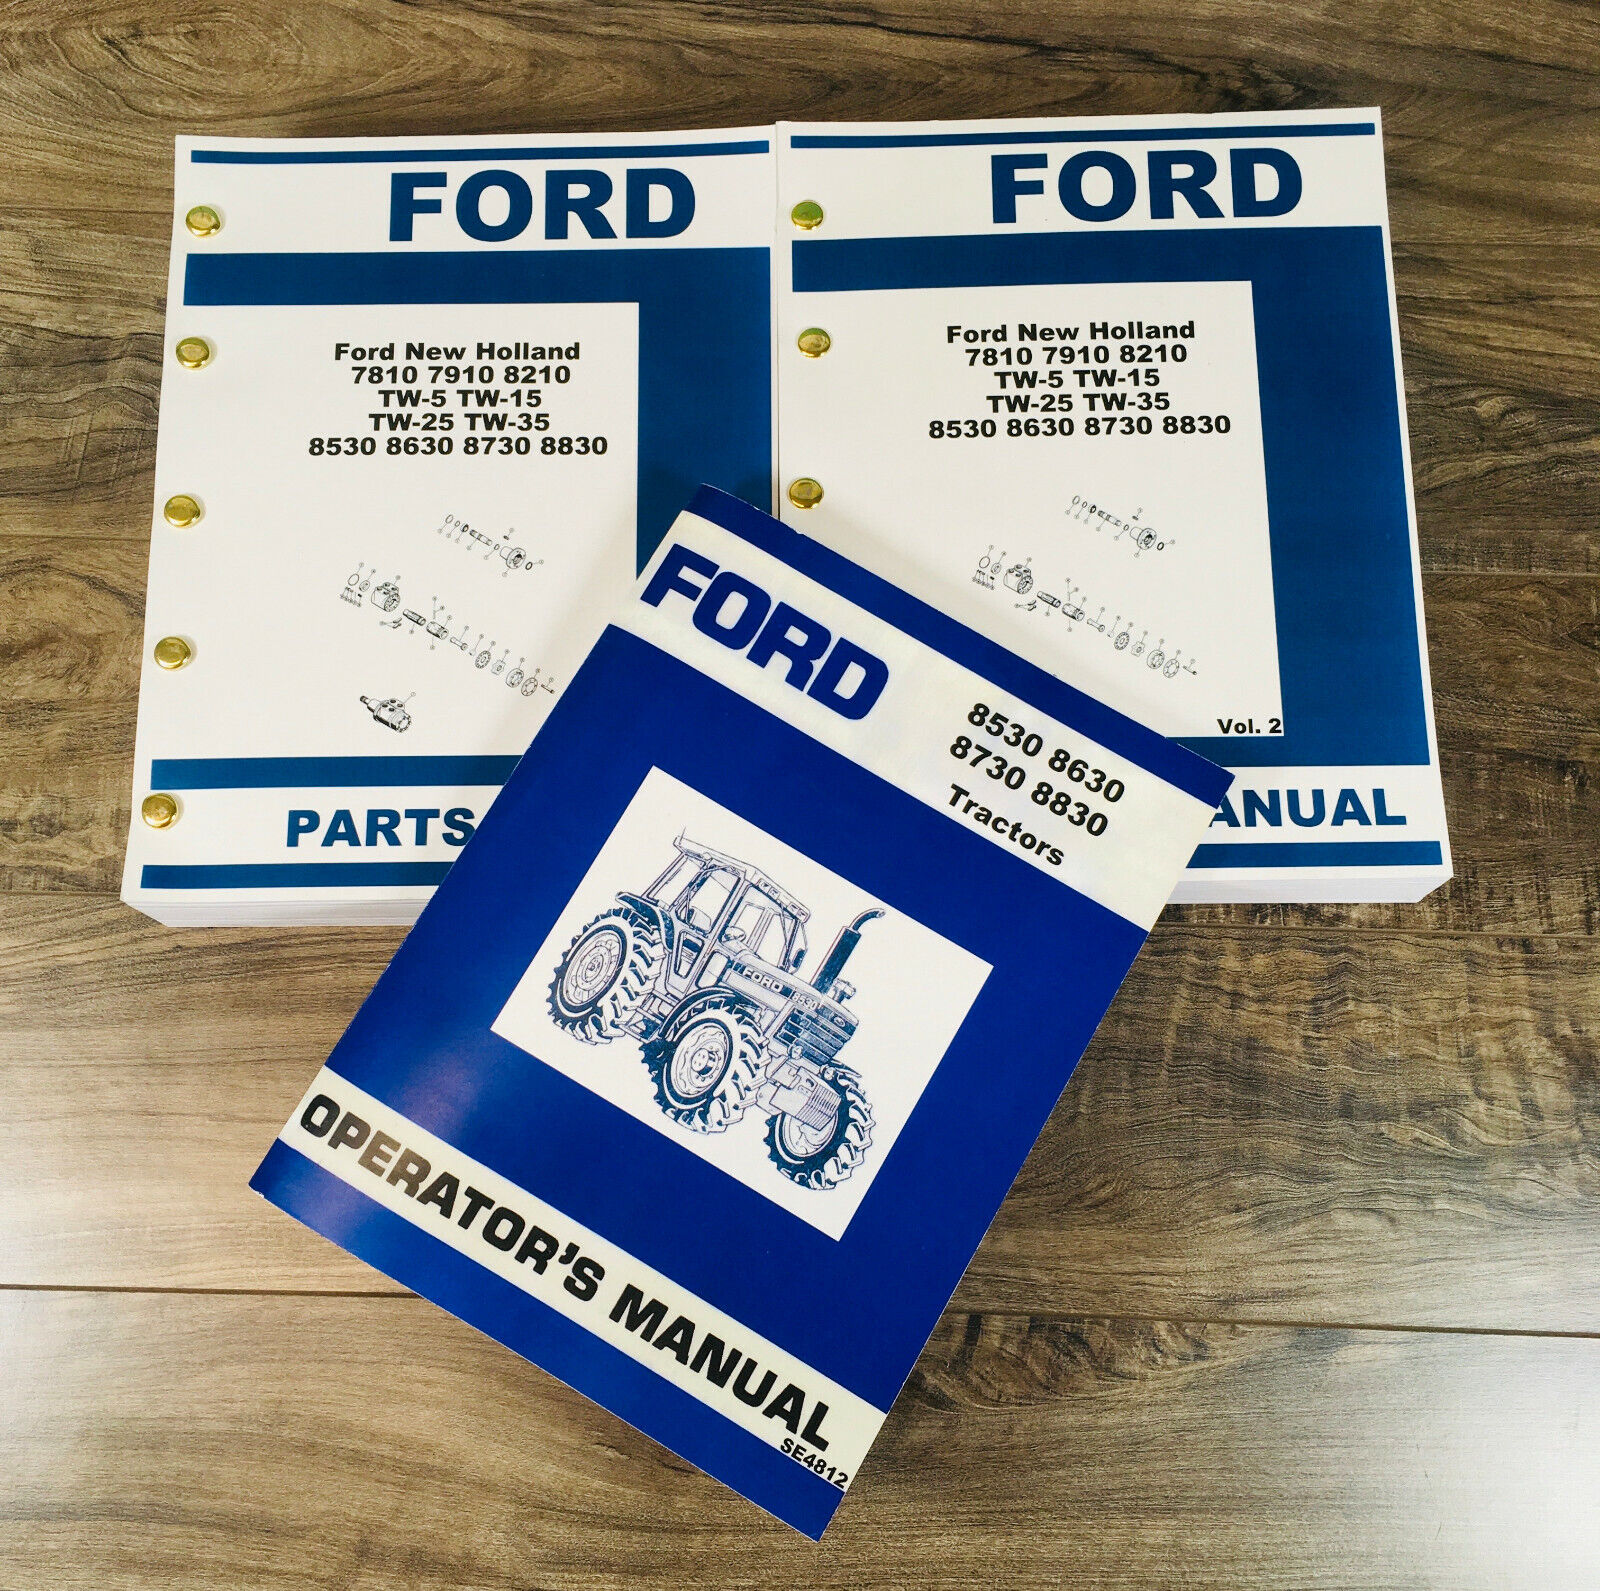 FORD
Ford New Holland
7810 7910 8210
TW-5 TW-15
TW-25 TW-35
8530 8630 8730 8830
PARTS
FORD
Ford New Holland
7810 7910 8210
TW-5 TW-15
TW-25 TW-35
8530 8630 8730 8830
Vol. 2
ANUAL
FORD
8530 8630
8730 8830
Tractors
FORD 8530
OPERATOR'S MANUAL
SE4812